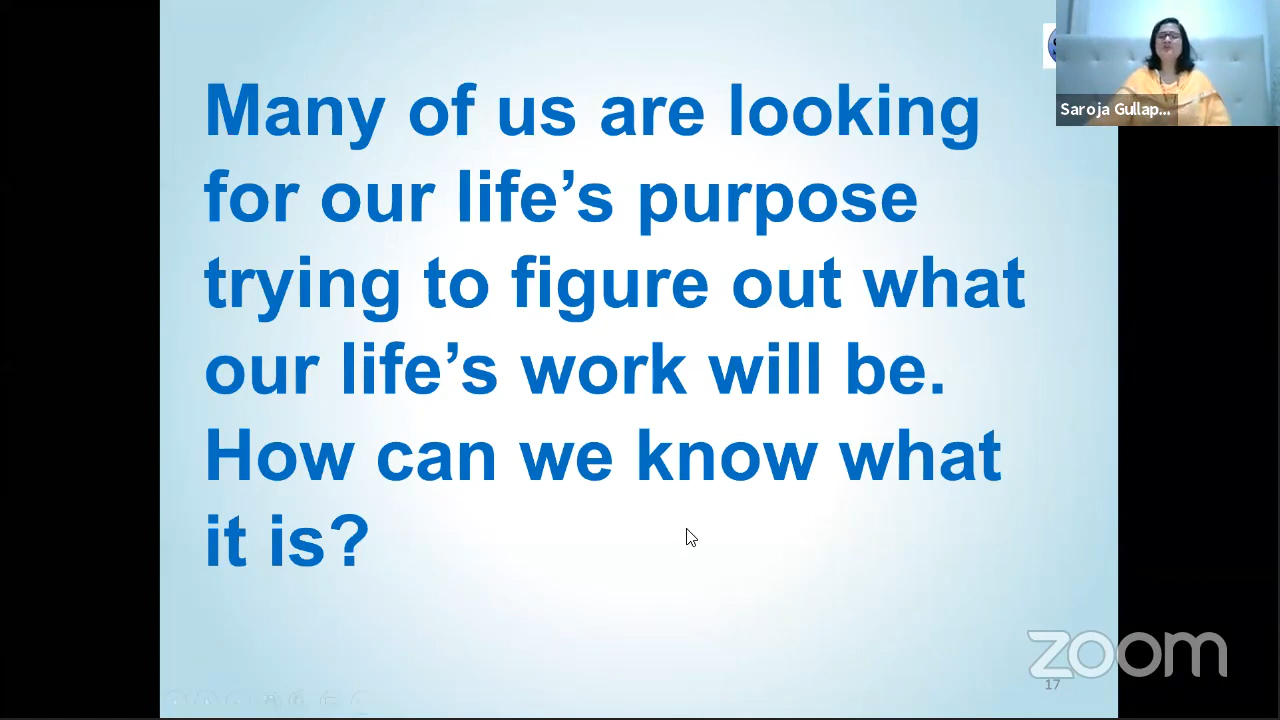 Many of us are looking
for our life’s purpose
trying to figure out what
our life’s work will be.
How can we know what
it is?
Saroja Gullap...
zoom
17